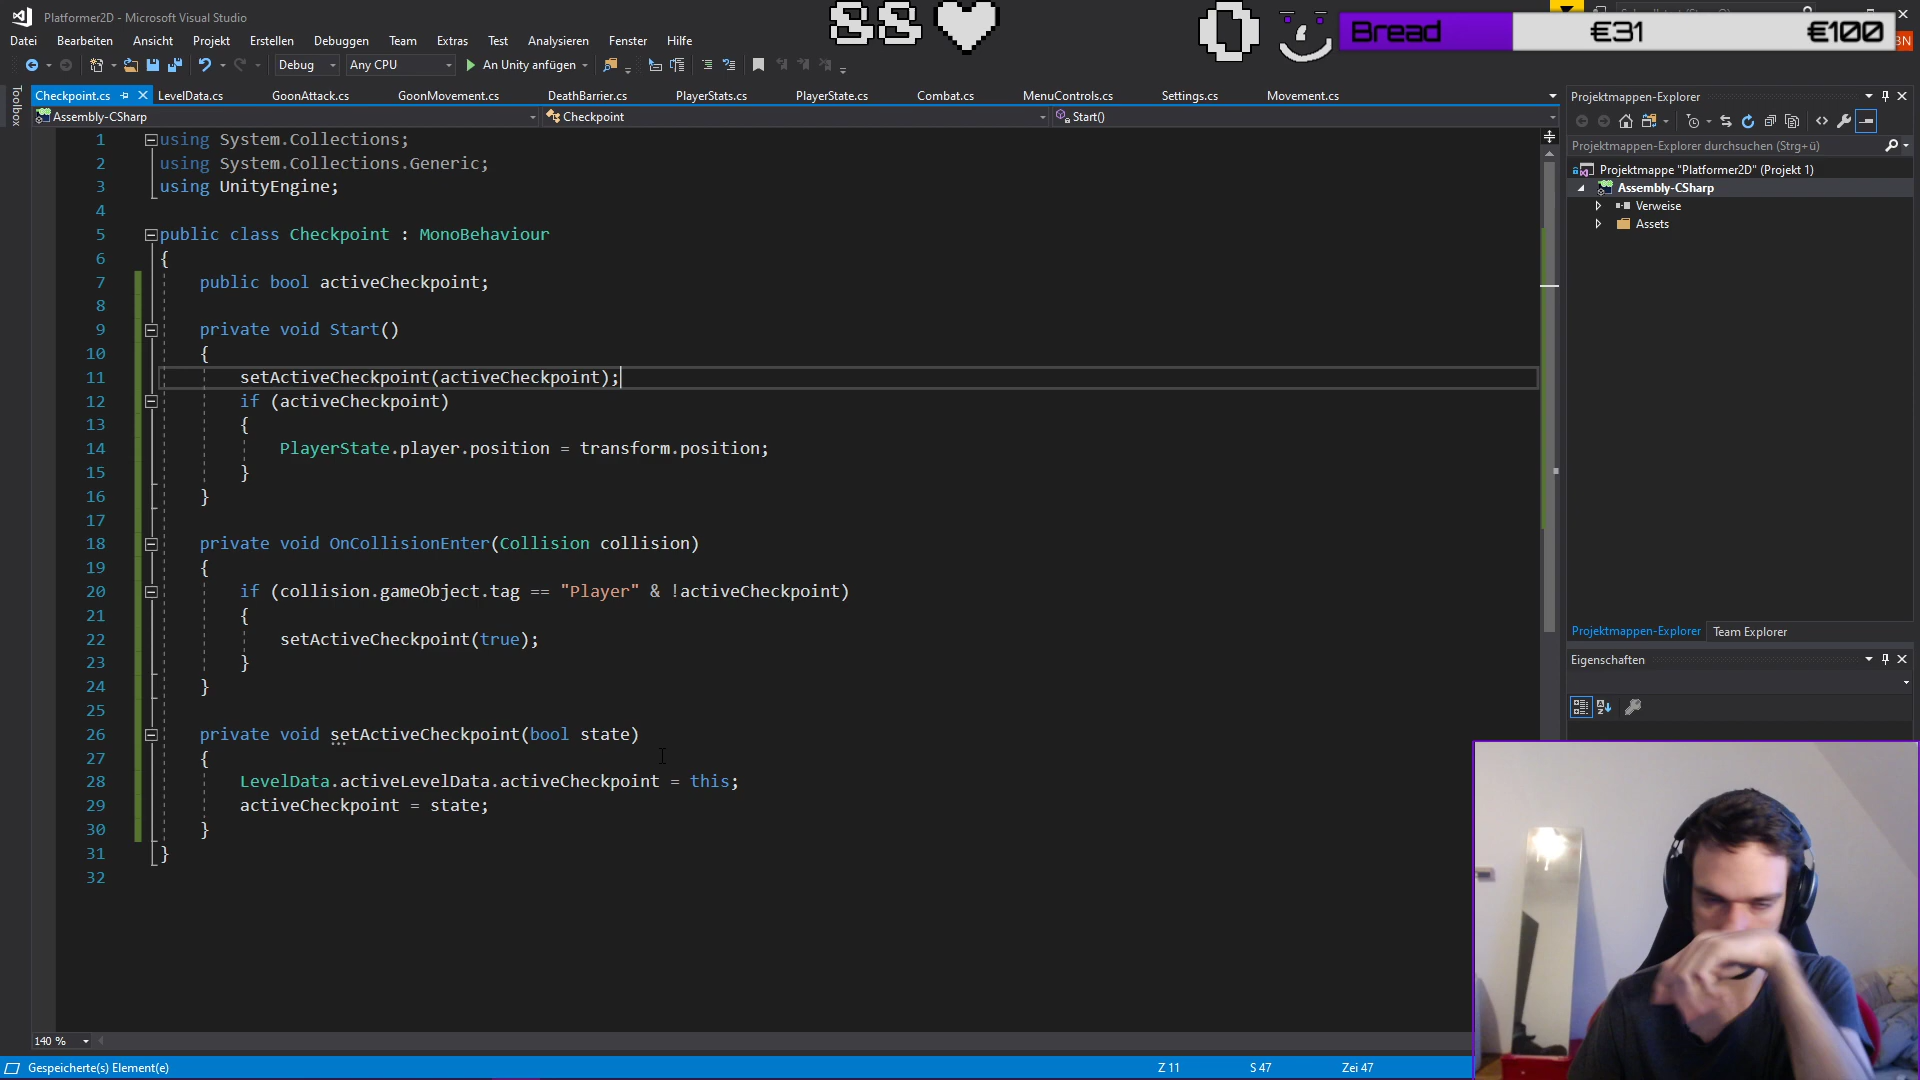 Platformer2D - Microsoft Visual Studio
SS
0
Bread
€31
€100
Datei Bearbeiten Ansicht Projekt Erstellen Debuggen Team Extras Test Analysieren Fenster Hilfe
Debug
Any CPU
An Unity anfügen
Checkpoint.cs LevelData.cs GoonAttack.cs GoonMovement.cs DeathBarrier.cs PlayerStats.cs PlayerState.cs Combat.cs MenuControls.cs Settings.cs Movement.cs
Toolbox
Assembly-CSharp Checkpoint Start()
1 using System.Collections;
2 using System.Collections.Generic;
3 using UnityEngine;
4
5 public class Checkpoint : MonoBehaviour
6 {
7 public bool activeCheckpoint;
8
9 private void Start()
10 {
11 setActiveCheckpoint(activeCheckpoint);
12 if (activeCheckpoint)
13 {
14 PlayerState.player.position = transform.position;
15 }
16 }
17
18 private void OnCollisionEnter(Collision collision)
19 {
20 if (collision.gameObject.tag == "Player" & !activeCheckpoint)
21 {
22 setActiveCheckpoint(true);
23 }
24 }
25
26 private void setActiveCheckpoint(bool state)
27 {
28 LevelData.activeLevelData.activeCheckpoint = this;
29 activeCheckpoint = state;
30 }
31 }
32
140 %
Projektmappen-Explorer
Projektmappen-Explorer durchsuchen (Strg+ü)
Projektmappe "Platformer2D" (Projekt 1)
Assembly-CSharp
Verweise
Assets
Projektmappen-Explorer Team Explorer
Eigenschaften
Gespeicherte(s) Element(e)
Z 11 S 47 Zei 47